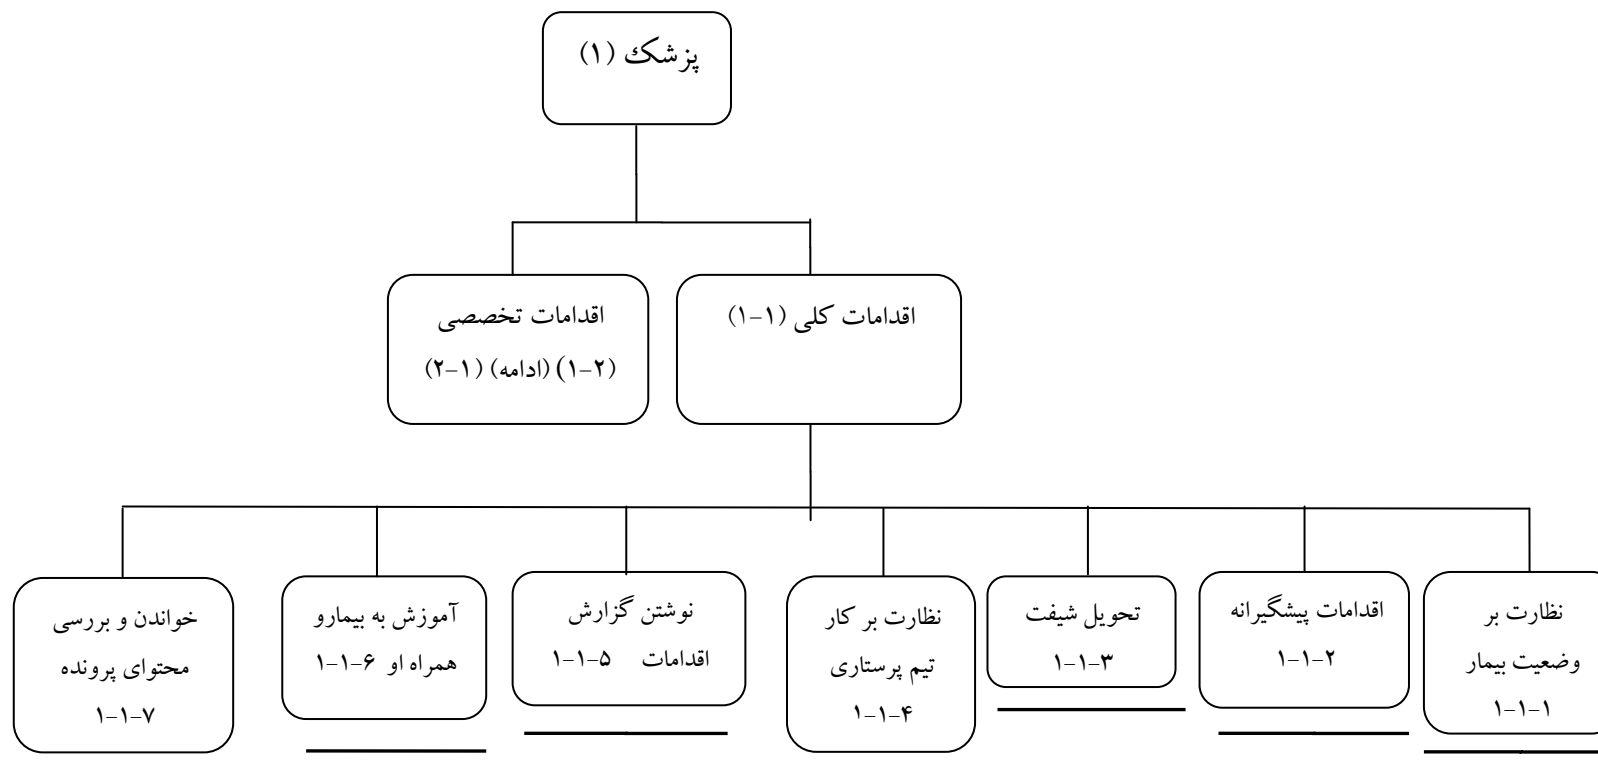 پزشک (۱)
اقدامات کلی (۱-۱)
اقدامات تخصصی
(۱-۲) (ادامه) (۲-۱)
نظارت بر
وضعیت بیمار
۱-۱-۱
اقدامات پیشگیرانه
۱-۱-۲
تحویل شیفت
۱-۱-۳
نظارت بر کار
تیم پرستاری
۱-۱-۴
نوشتن گزارش
اقدامات ۱-۱-۵
آموزش به بیمارو
همراه او ۱-۱-۶
خواندن و بررسی
محتوای پرونده
۱-۱-۷